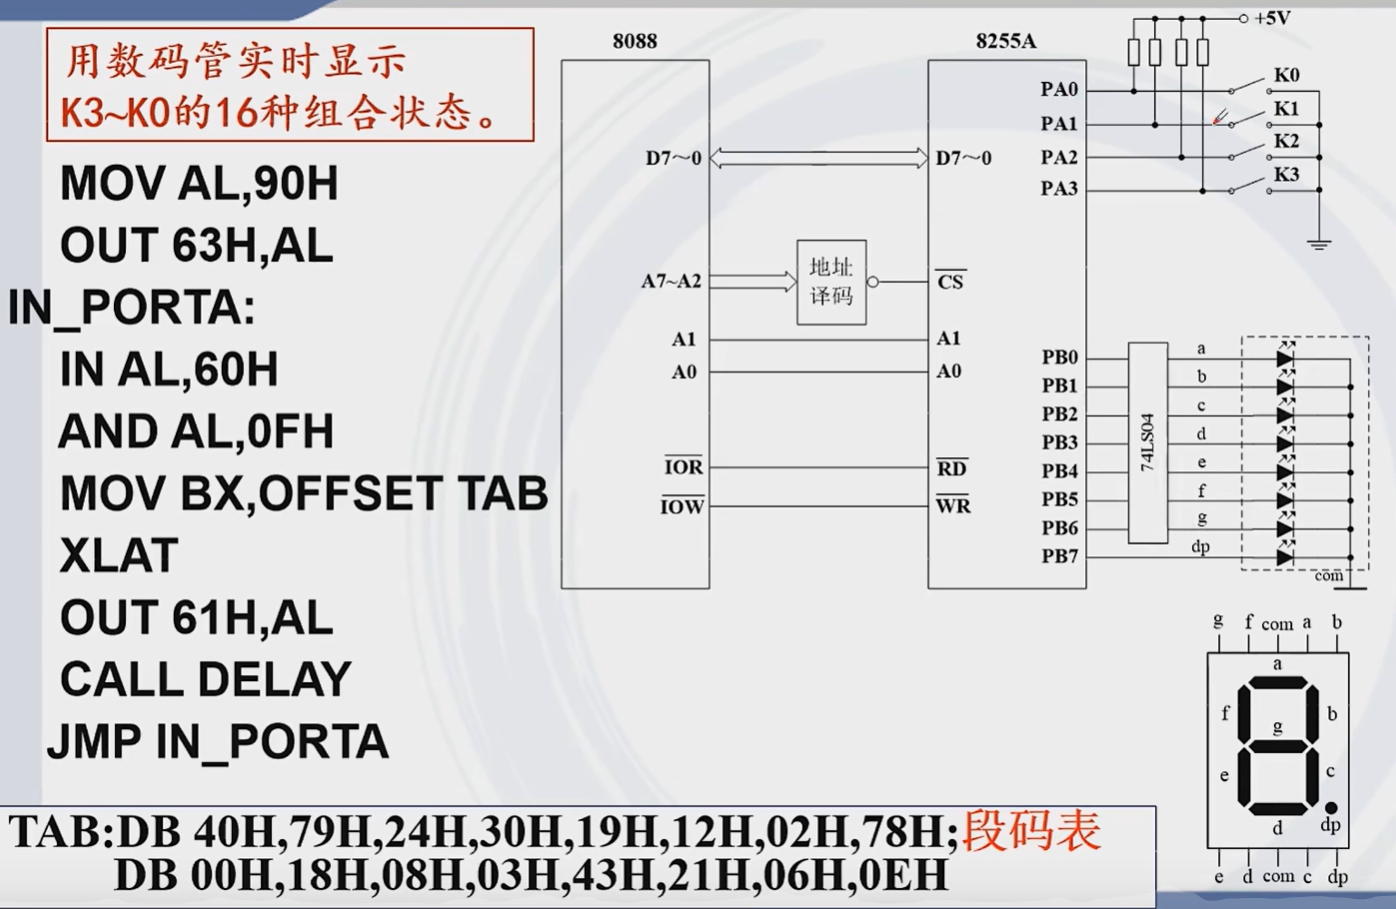 用数码管实时显示
K3~K0的16种组合状态。
MOV AL,90H
OUT 63H,AL
IN_PORTA:
IN AL,60H
AND AL,0FH
MOV BX,OFFSET TAB
XLAT
OUT 61H,AL
CALL DELAY
JMP IN_PORTA
TAB:DB 40H,79H,24H,30H,19H,12H,02H,78H;段码表
DB 00H,18H,08H,03H,43H,21H,06H,0EH
8088
D7～0
A7~A2
A1
A0
IOR
IOW
地址
译码
8255A
D7～0
CS
A1
A0
RD
WR
PA0
PA1
PA2
PA3
PB0
PB1
PB2
PB3
PB4
PB5
PB6
PB7
+5V
K0
K1
K2
K3
74LS04
a
b
c
d
e
f
g
dp
com
g f com a b
a
f b
g
e c
d dp
e d com c dp